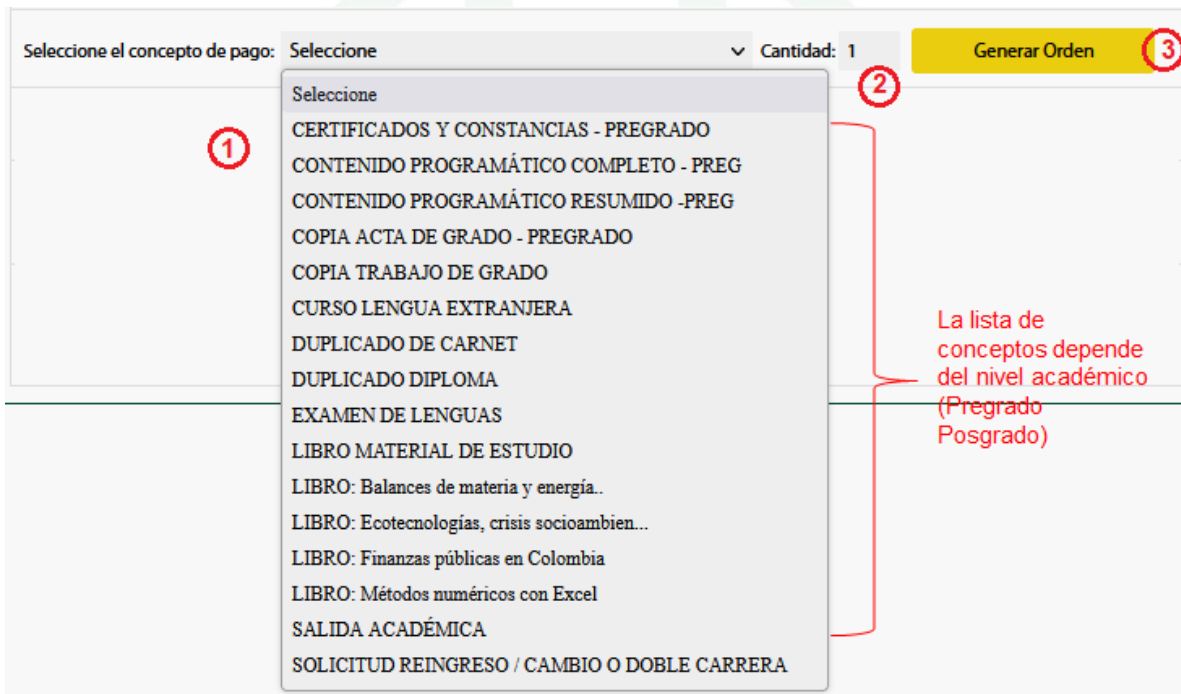 Seleccione el concepto de pago: Seleccione Cantidad: 1 Generar Orden 3
2
Seleccione
1
CERTIFICADOS Y CONSTANCIAS - PREGRADO
CONTENIDO PROGRAMÁTICO COMPLETO - PREG
CONTENIDO PROGRAMÁTICO RESUMIDO -PREG
COPIA ACTA DE GRADO - PREGRADO
COPIA TRABAJO DE GRADO
CURSO LENGUA EXTRANJERA
DUPLICADO DE CARNET
DUPLICADO DIPLOMA
EXAMEN DE LENGUAS
LIBRO MATERIAL DE ESTUDIO
LIBRO: Balances de materia y energía..
LIBRO: Ecotecnologías, crisis socioambien...
LIBRO: Finanzas públicas en Colombia
LIBRO: Métodos numéricos con Excel
SALIDA ACADÉMICA
SOLICITUD REINGRESO / CAMBIO O DOBLE CARRERA
La lista de
conceptos depende
del nivel académico
(Pregrado
Posgrado)